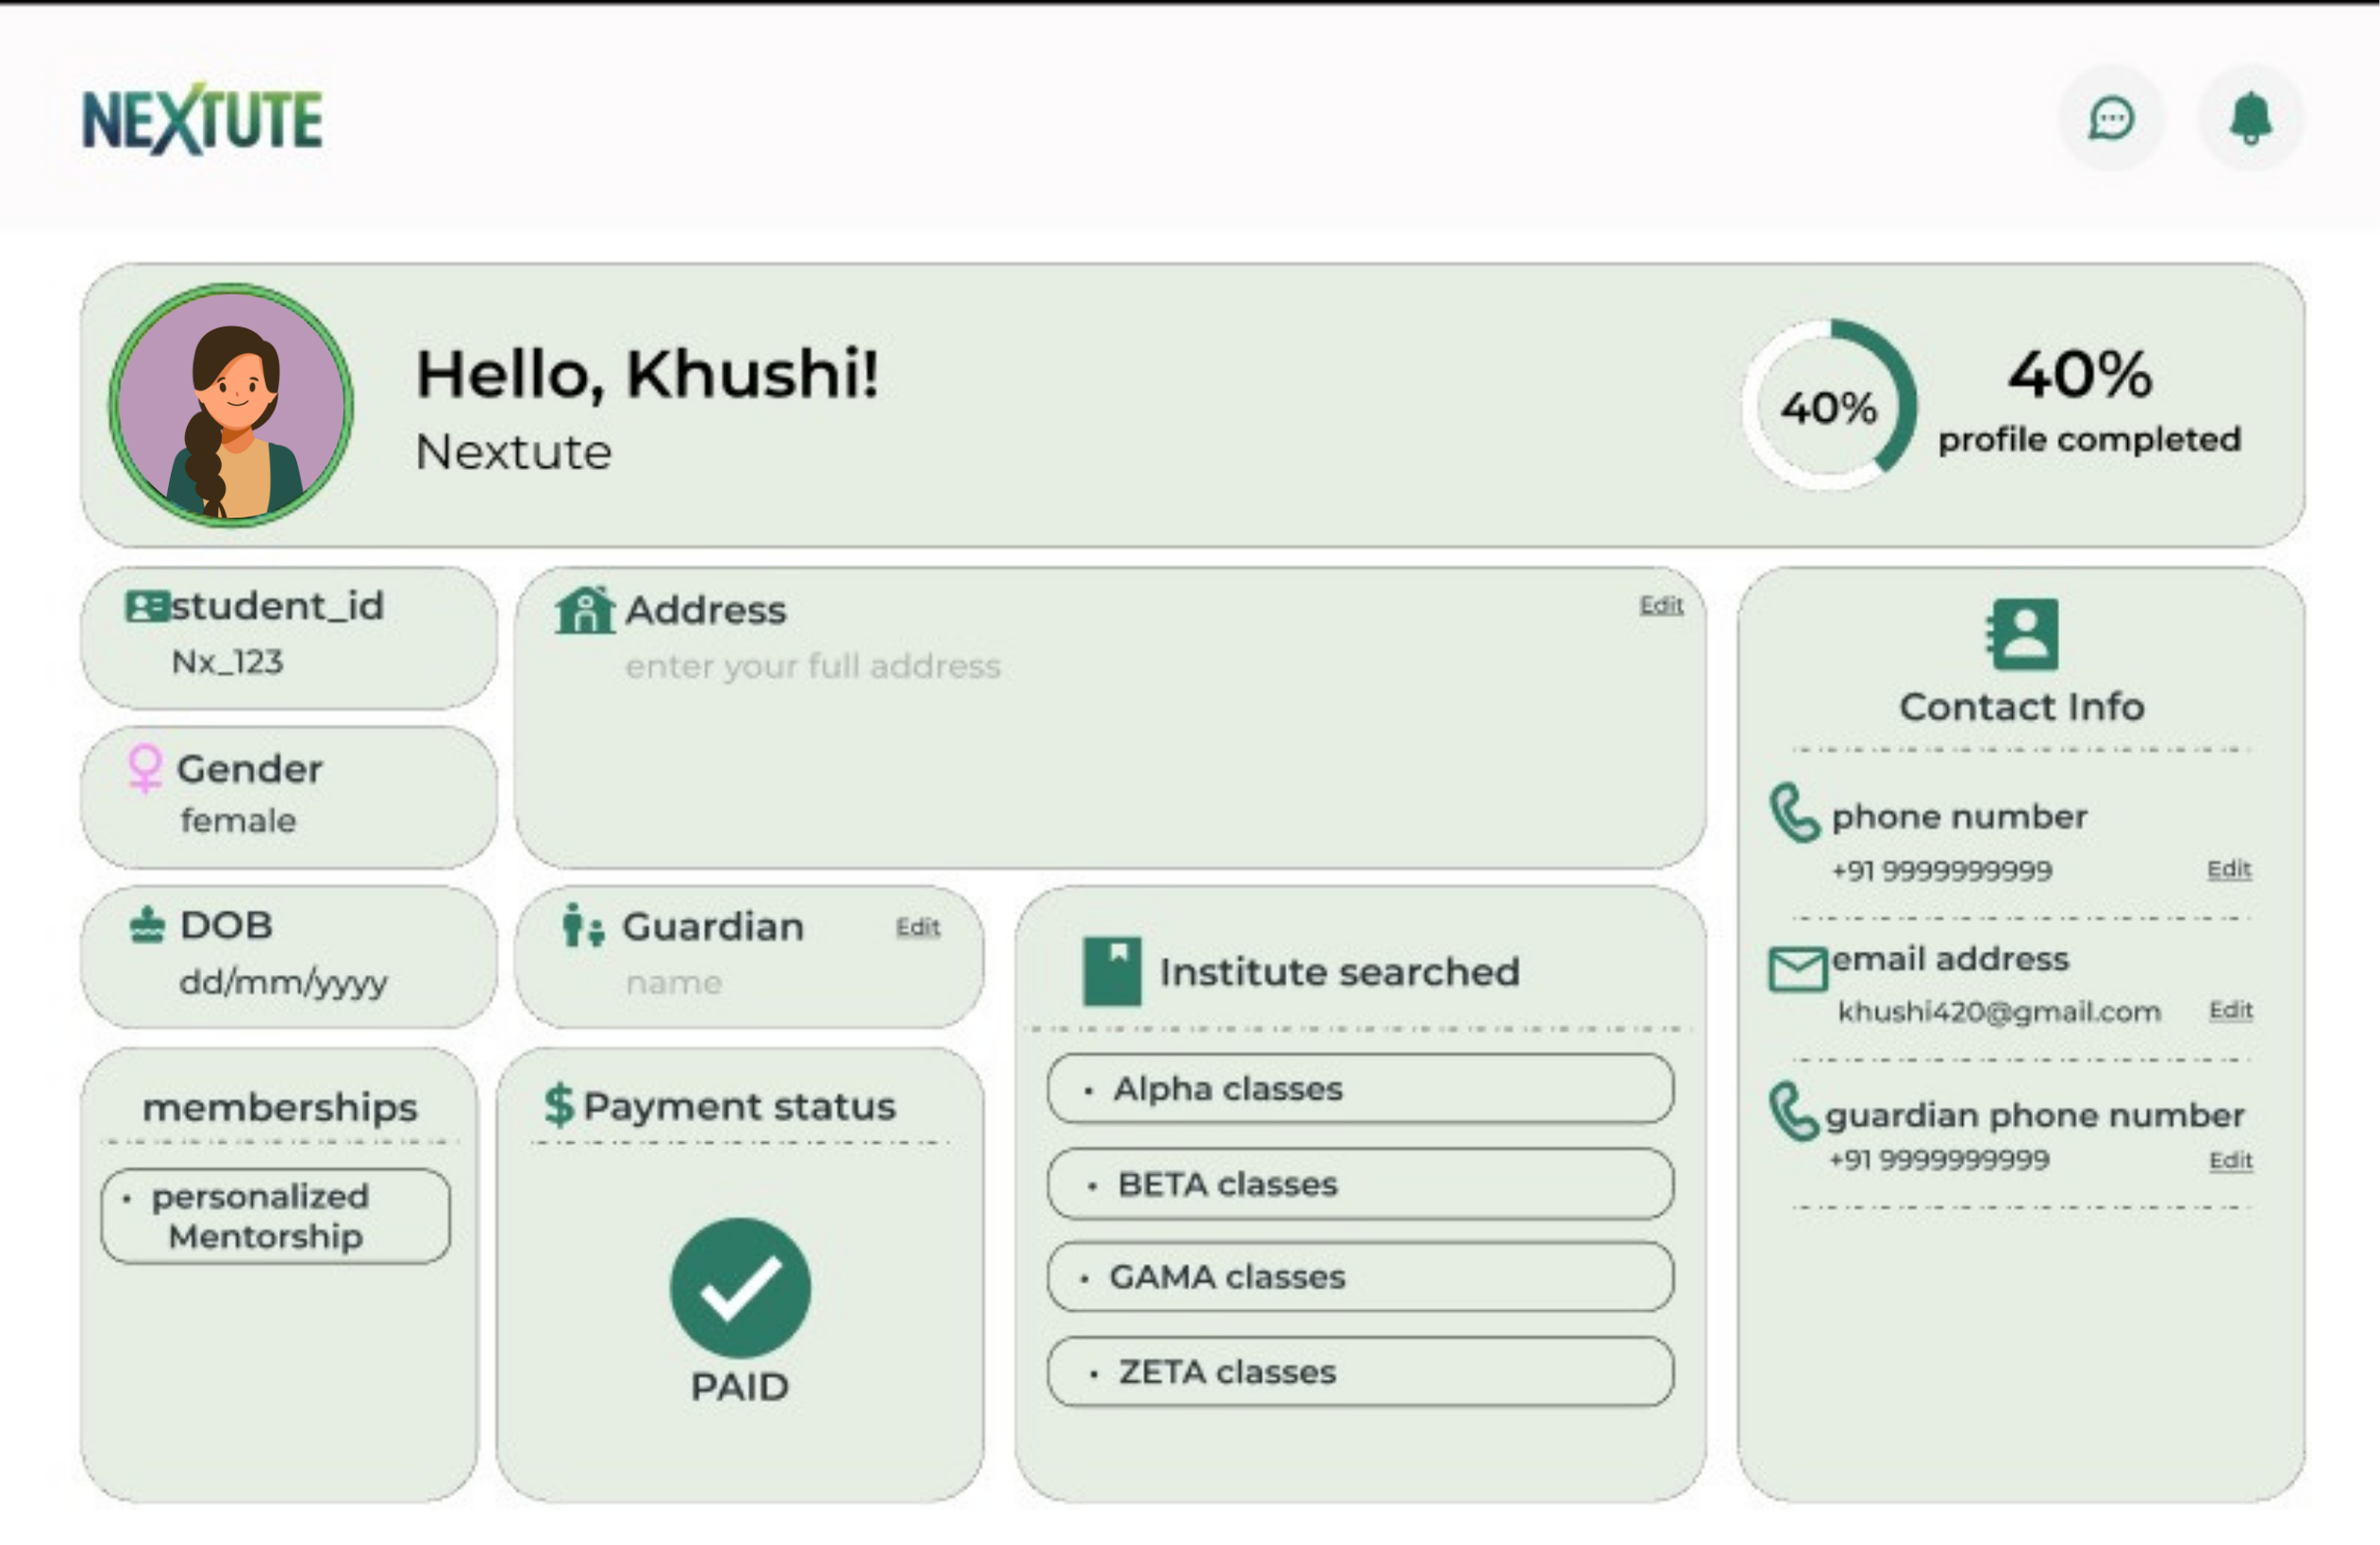 NEXTUTE
Hello, Khushi!
Nextute
40%
40%
profile completed
student_id
Nx_123
Gender
female
DOB
dd/mm/yyyy
Address
Edit
enter your full address
Guardian
Edit
name
memberships
• personalized
Mentorship
$ Payment status
PAID
Institute searched
• Alpha classes
• BETA classes
• GAMA classes
• ZETA classes
Contact Info
phone number
+91 9999999999
Edit
email address
khushi420@gmail.com
Edit
guardian phone number
+91 9999999999
Edit